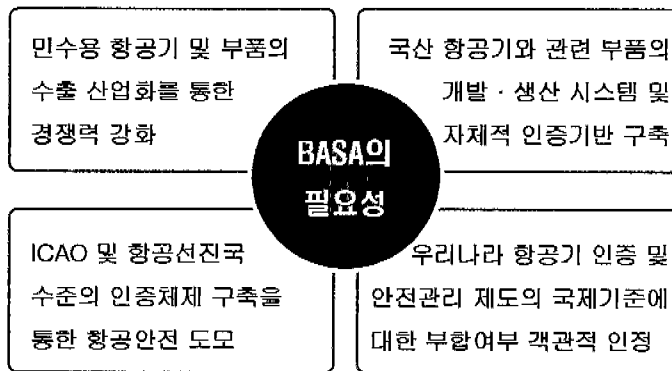 민수용 항공기 및 부품의
수출 산업화를 통한
경쟁력 강화
국산 항공기와 관련 부품의
개발 · 생산 시스템 및
자체적 인증기반 구축
BASA의
필요성
ICAO 및 항공선진국
수준의 인증체제 구축을
통한 항공안전 도모
우리나라 항공기 인증 및
안전관리 제도의 국제기준에
대한 부합여부 객관적 인정